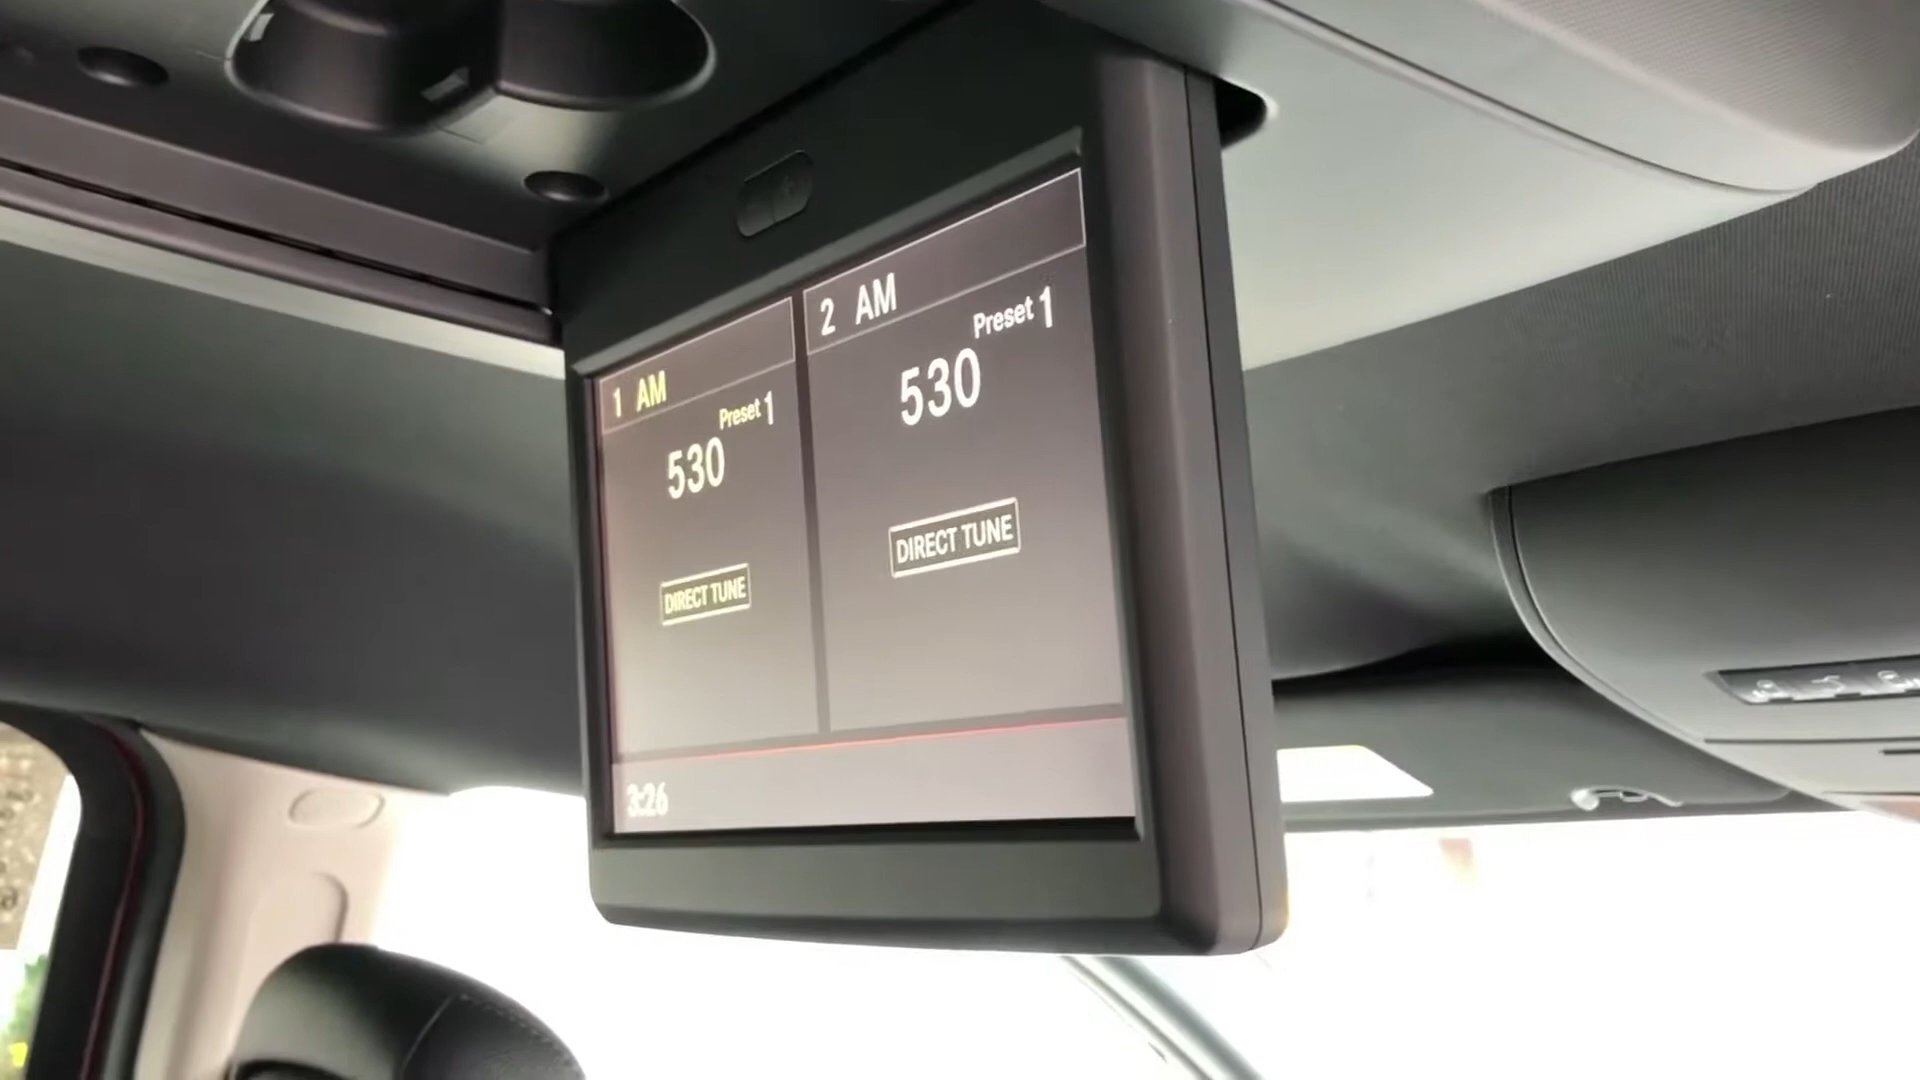 1 AM
Preset 1
530
DIRECT TUNE
2 AM
Preset 1
530
DIRECT TUNE
3:26